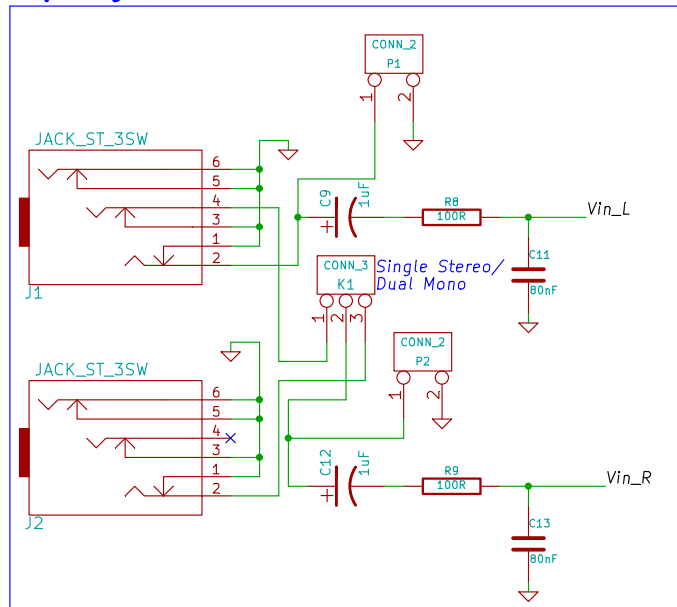 CONN_2
P1
1
2
JACK_ST_3SW
6
5
4
3
1
2
J1
C9
1uF
+
R8
100R
Vin_L
C11
80nF
CONN_3
K1
1
2
3
Single Stereo/
Dual Mono
CONN_2
P2
1
2
JACK_ST_3SW
6
5
4
3
1
2
J2
C12
1uF
+
R9
100R
Vin_R
C13
80nF